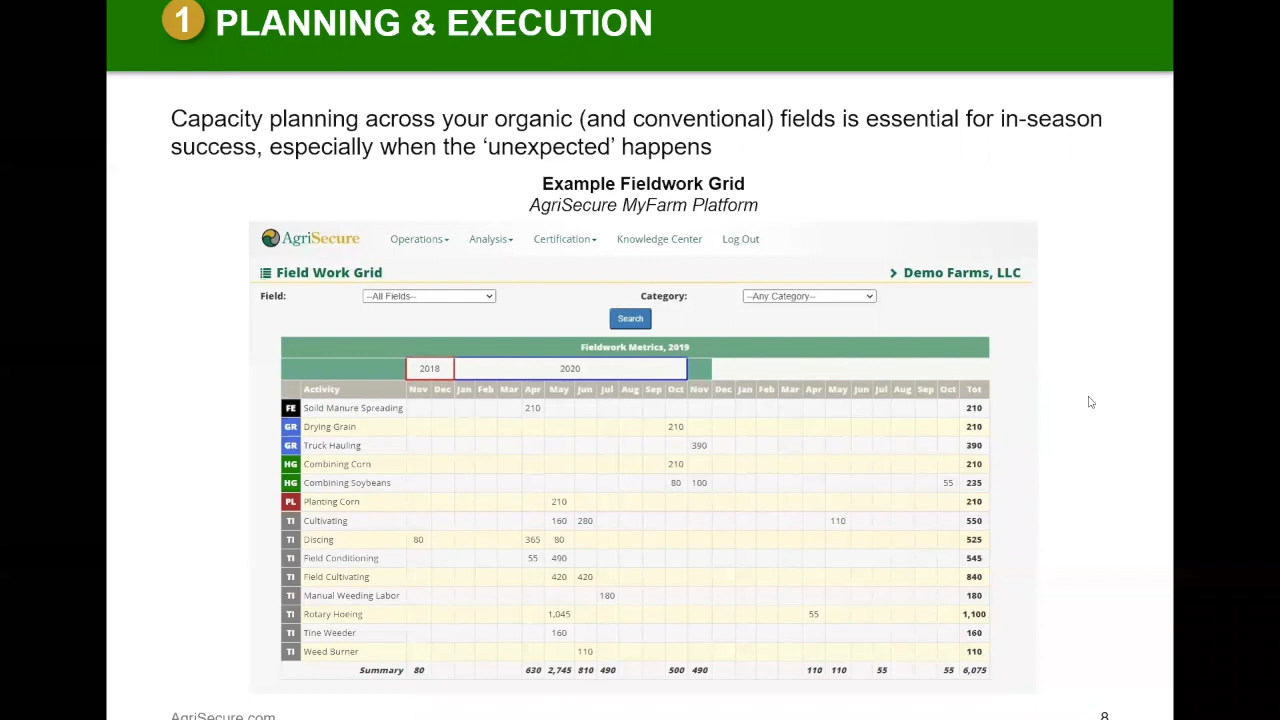 1 PLANNING & EXECUTION
Capacity planning across your organic (and conventional) fields is essential for in-season
success, especially when the ‘unexpected’ happens
Example Fieldwork Grid
AgriSecure MyFarm Platform
AgriSecure Operations Analysis Certification Knowledge Center Log Out
Field Work Grid Demo Farms, LLC
Field: --All Fields-- Category: --Any Category--
Search
Fieldwork Metrics, 2019
2018 2020
Activity Nov Dec Jan Feb Mar Apr May Jun Jul Aug Sep Oct Nov Dec Jan Feb Mar Apr May Jun Jul Aug Sep Oct Tot
FE Soild Manure Spreading 210 210
GR Drying Grain 210 210
GR Truck Hauling 390 390
HG Combining Corn 210 210
HG Combining Soybeans 80 100 55 235
PL Planting Corn 210 210
TI Cultivating 160 280 110 550
TI Discing 80 365 80 525
TI Field Conditioning 55 490 545
TI Field Cultivating 420 420 840
TI Manual Weeding Labor 180 180
TI Rotary Hoeing 1,045 55 1,100
TI Tine Weeder 160 160
TI Weed Burner 110 110
Summary 80 630 2,745 810 490 500 490 110 110 55 55 6,075
AgriSecure.com 8